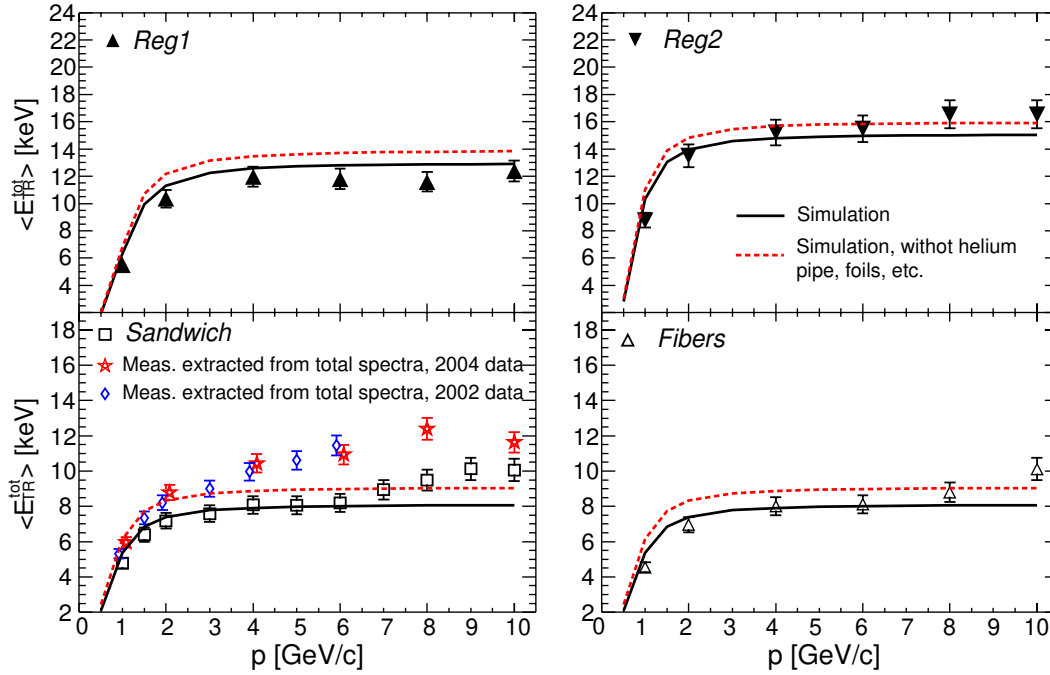 24
22
20
18
16
14
12
10
8
6
4
<E_TR^tot> [keV]
Reg1
24
22
20
18
16
14
12
10
8
6
4
<E_TR^tot> [keV]
Reg2
Simulation
Simulation, withot helium
pipe, foils, etc.
18
16
14
12
10
8
6
4
2
<E_TR^tot> [keV]
Sandwich
Meas. extracted from total spectra, 2004 data
Meas. extracted from total spectra, 2002 data
0 1 2 3 4 5 6 7 8 9 10
p [GeV/c]
18
16
14
12
10
8
6
4
2
Fibers
0 1 2 3 4 5 6 7 8 9 10
p [GeV/c]